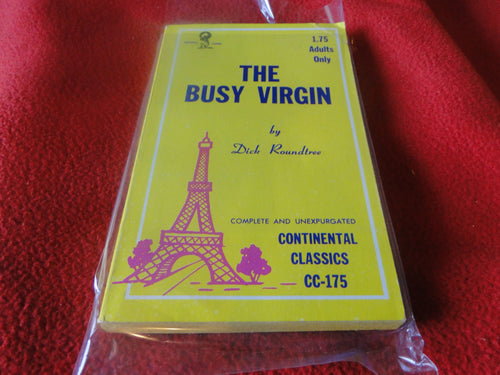 1.75
Adults
Only
THE
BUSY VIRGIN
by
Dick Roundtree
COMPLETE AND UNEXPURGATED
CONTINENTAL
CLASSICS
CC-175